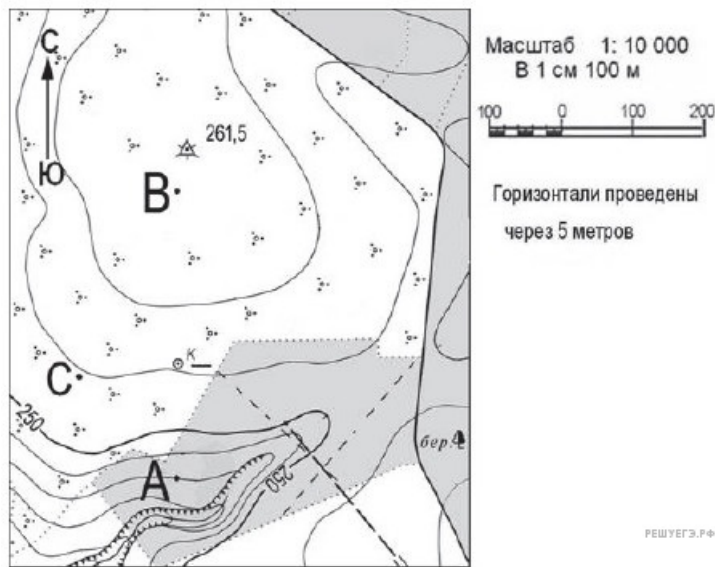 С
Ю
261,5
В
К
С
250
А
250
бер.
Масштаб 1: 10 000
В 1 см 100 м
100 0 100 200
Горизонтали проведены
через 5 метров
РЕШУЕГЭ.РФ